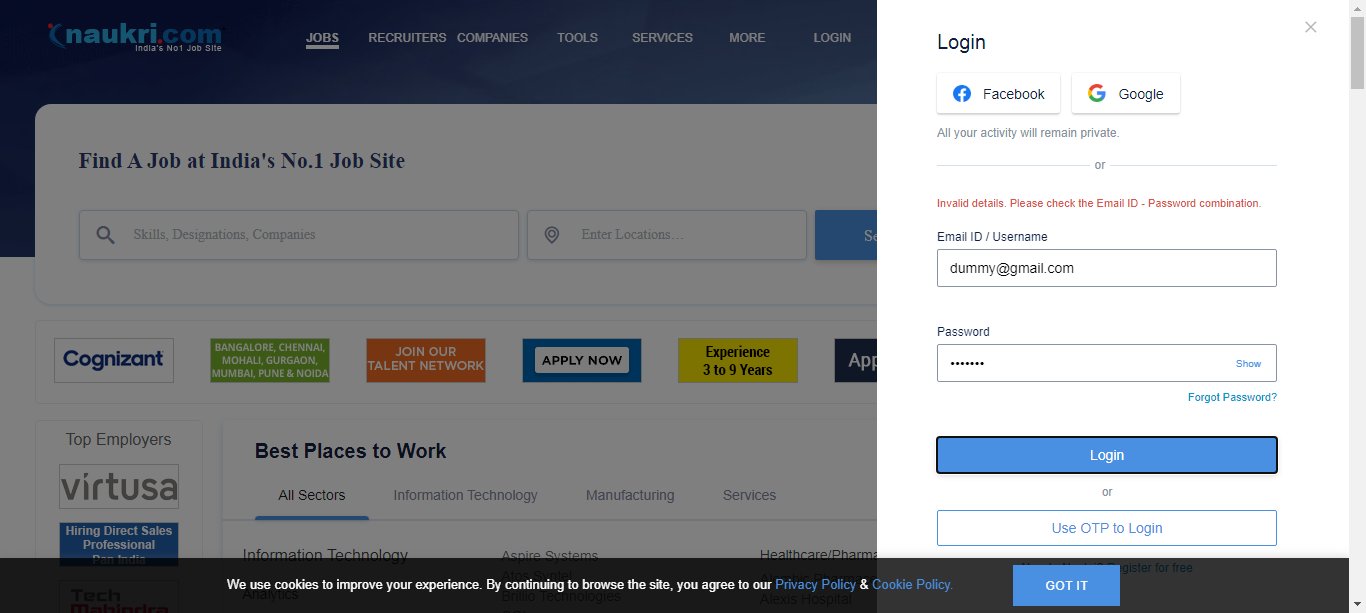 naukri.com
India's No1 Job Site
JOBS RECRUITERS COMPANIES TOOLS SERVICES MORE LOGIN
Find A Job at India's No.1 Job Site
Skills, Designations, Companies
Enter Locations...
Cognizant
BANGALORE, CHENNAI,
MOHALI, GURGAON,
MUMBAI, PUNE & NOIDA
JOIN OUR
TALENT NETWORK
APPLY NOW
Experience
3 to 9 Years
Top Employers
virtusa
Hiring Direct Sales
Professional
Pan India
Tech
Mahindra
Best Places to Work
All Sectors Information Technology Manufacturing Services
Information Technology
Analytics
Aspire Systems
Brillio Technologies
Healthcare/Pharma
Alexis Hospital
Login
Facebook
Google
All your activity will remain private.
or
Invalid details. Please check the Email ID - Password combination.
Email ID / Username
dummy@gmail.com
Password
•••••••
Show
Forgot Password?
Login
or
Use OTP to Login
Register for free
We use cookies to improve your experience. By continuing to browse the site, you agree to our Privacy Policy & Cookie Policy.
GOT IT